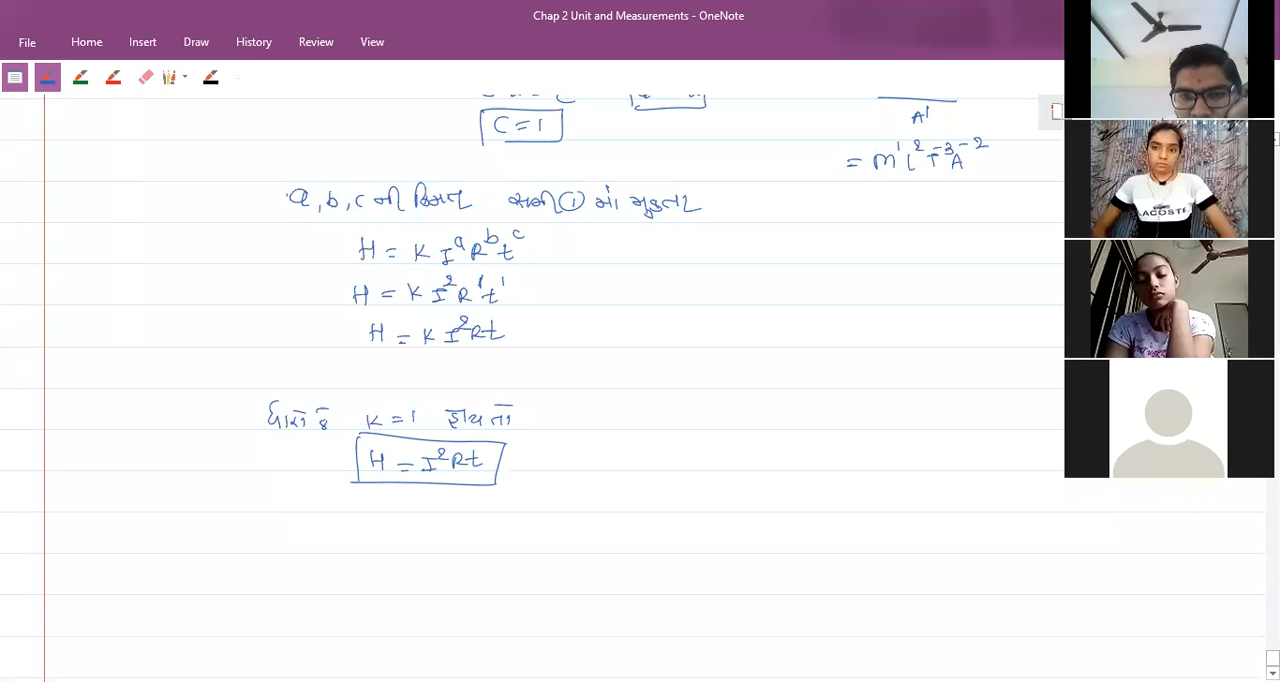 Chap 2 Unit and Measurements - OneNote
File Home Insert Draw History Review View
C = 1
A¹
= M¹L²T⁻³A⁻²
a, b, c ની કિંમત સમી ① માં મુકતા
H = K Iᵃ Rᵇ tᶜ
H = K I² R¹ t¹
H = K I²Rt
ધારો કે K = 1 હોય તો
H = I²Rt
LACOSTE